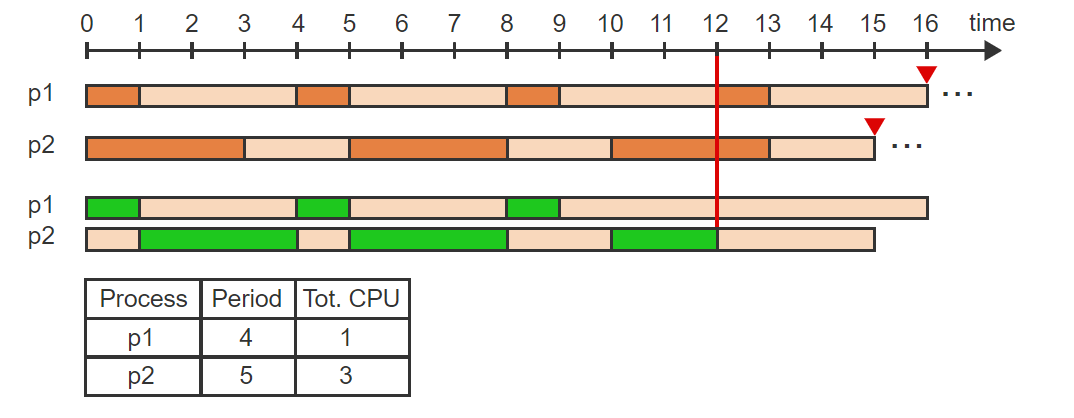 0 1 2 3 4 5 6 7 8 9 10 11 12 13 14 15 16 time
p1 ...
p2 ...
p1
p2
Process Period Tot. CPU
p1 4 1
p2 5 3